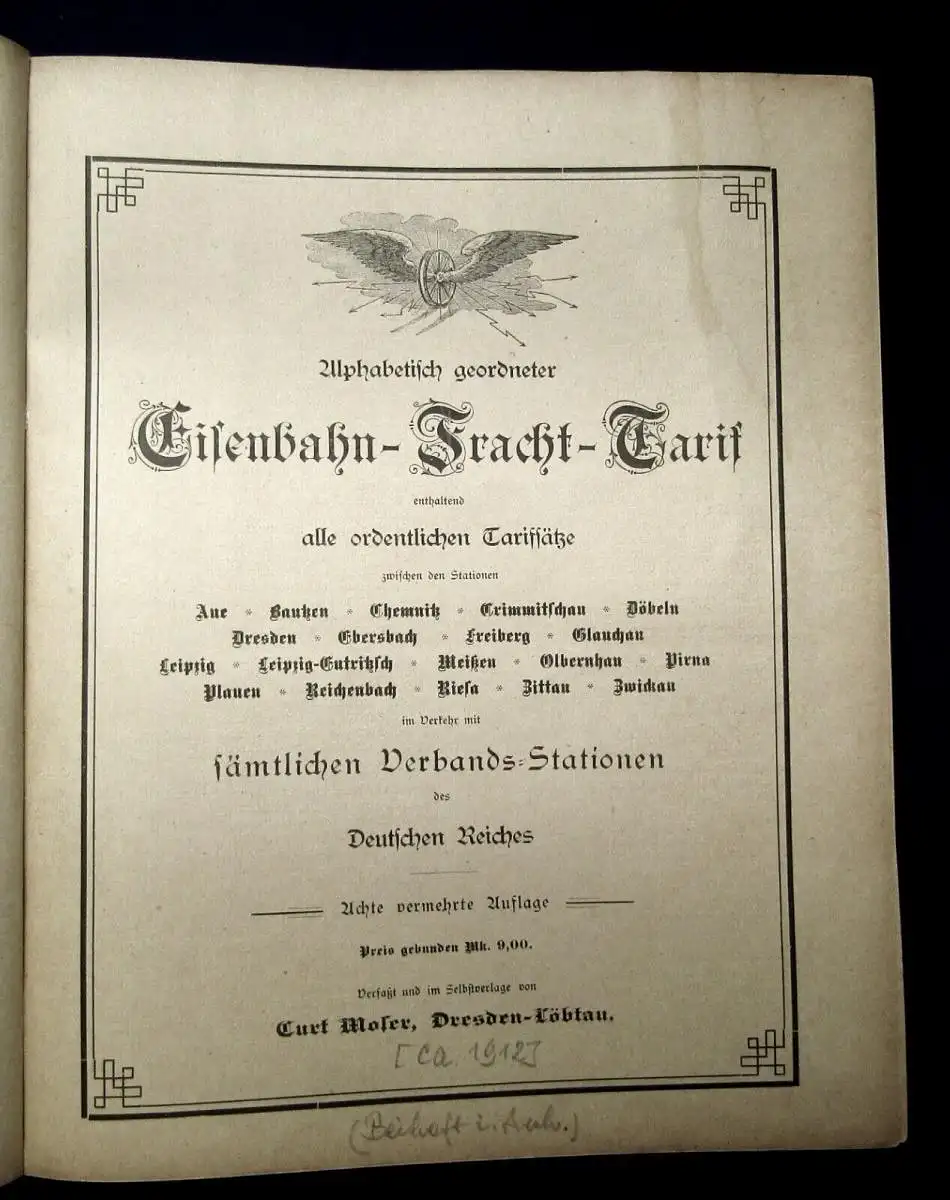 Alphabetisch geordneter
Eisenbahn-Fracht-Tarif
enthaltend
alle ordentlichen Tarifsätze
zwischen den Stationen
Aue * Bautzen * Chemnitz * Crimmitschau * Döbeln
Dresden * Ebersbach * Freiberg * Glauchau
Leipzig * Leipzig-Eutritzsch * Meißen * Olbernhau * Pirna
Plauen * Reichenbach * Riesa * Zittau * Zwickau
im Verkehr mit
sämtlichen Verbands-Stationen
des
Deutschen Reiches
Achte vermehrte Auflage
Preis gebunden Mk. 9,00.
Verfaßt und im Selbstverlage von
Curt Moser, Dresden-Löbtau.
[ca. 1912]
(Beiheft i. Anh.)